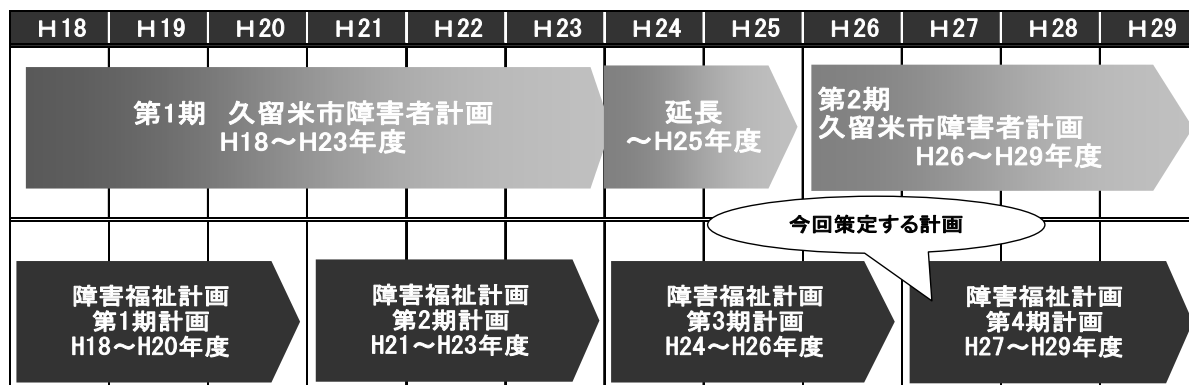 H18 H19 H20 H21 H22 H23 H24 H25 H26 H27 H28 H29
第1期 久留米市障害者計画
H18～H23年度
延長
～H25年度
第2期
久留米市障害者計画
H26～H29年度
今回策定する計画
障害福祉計画
第1期計画
H18～H20年度
障害福祉計画
第2期計画
H21～H23年度
障害福祉計画
第3期計画
H24～H26年度
障害福祉計画
第4期計画
H27～H29年度